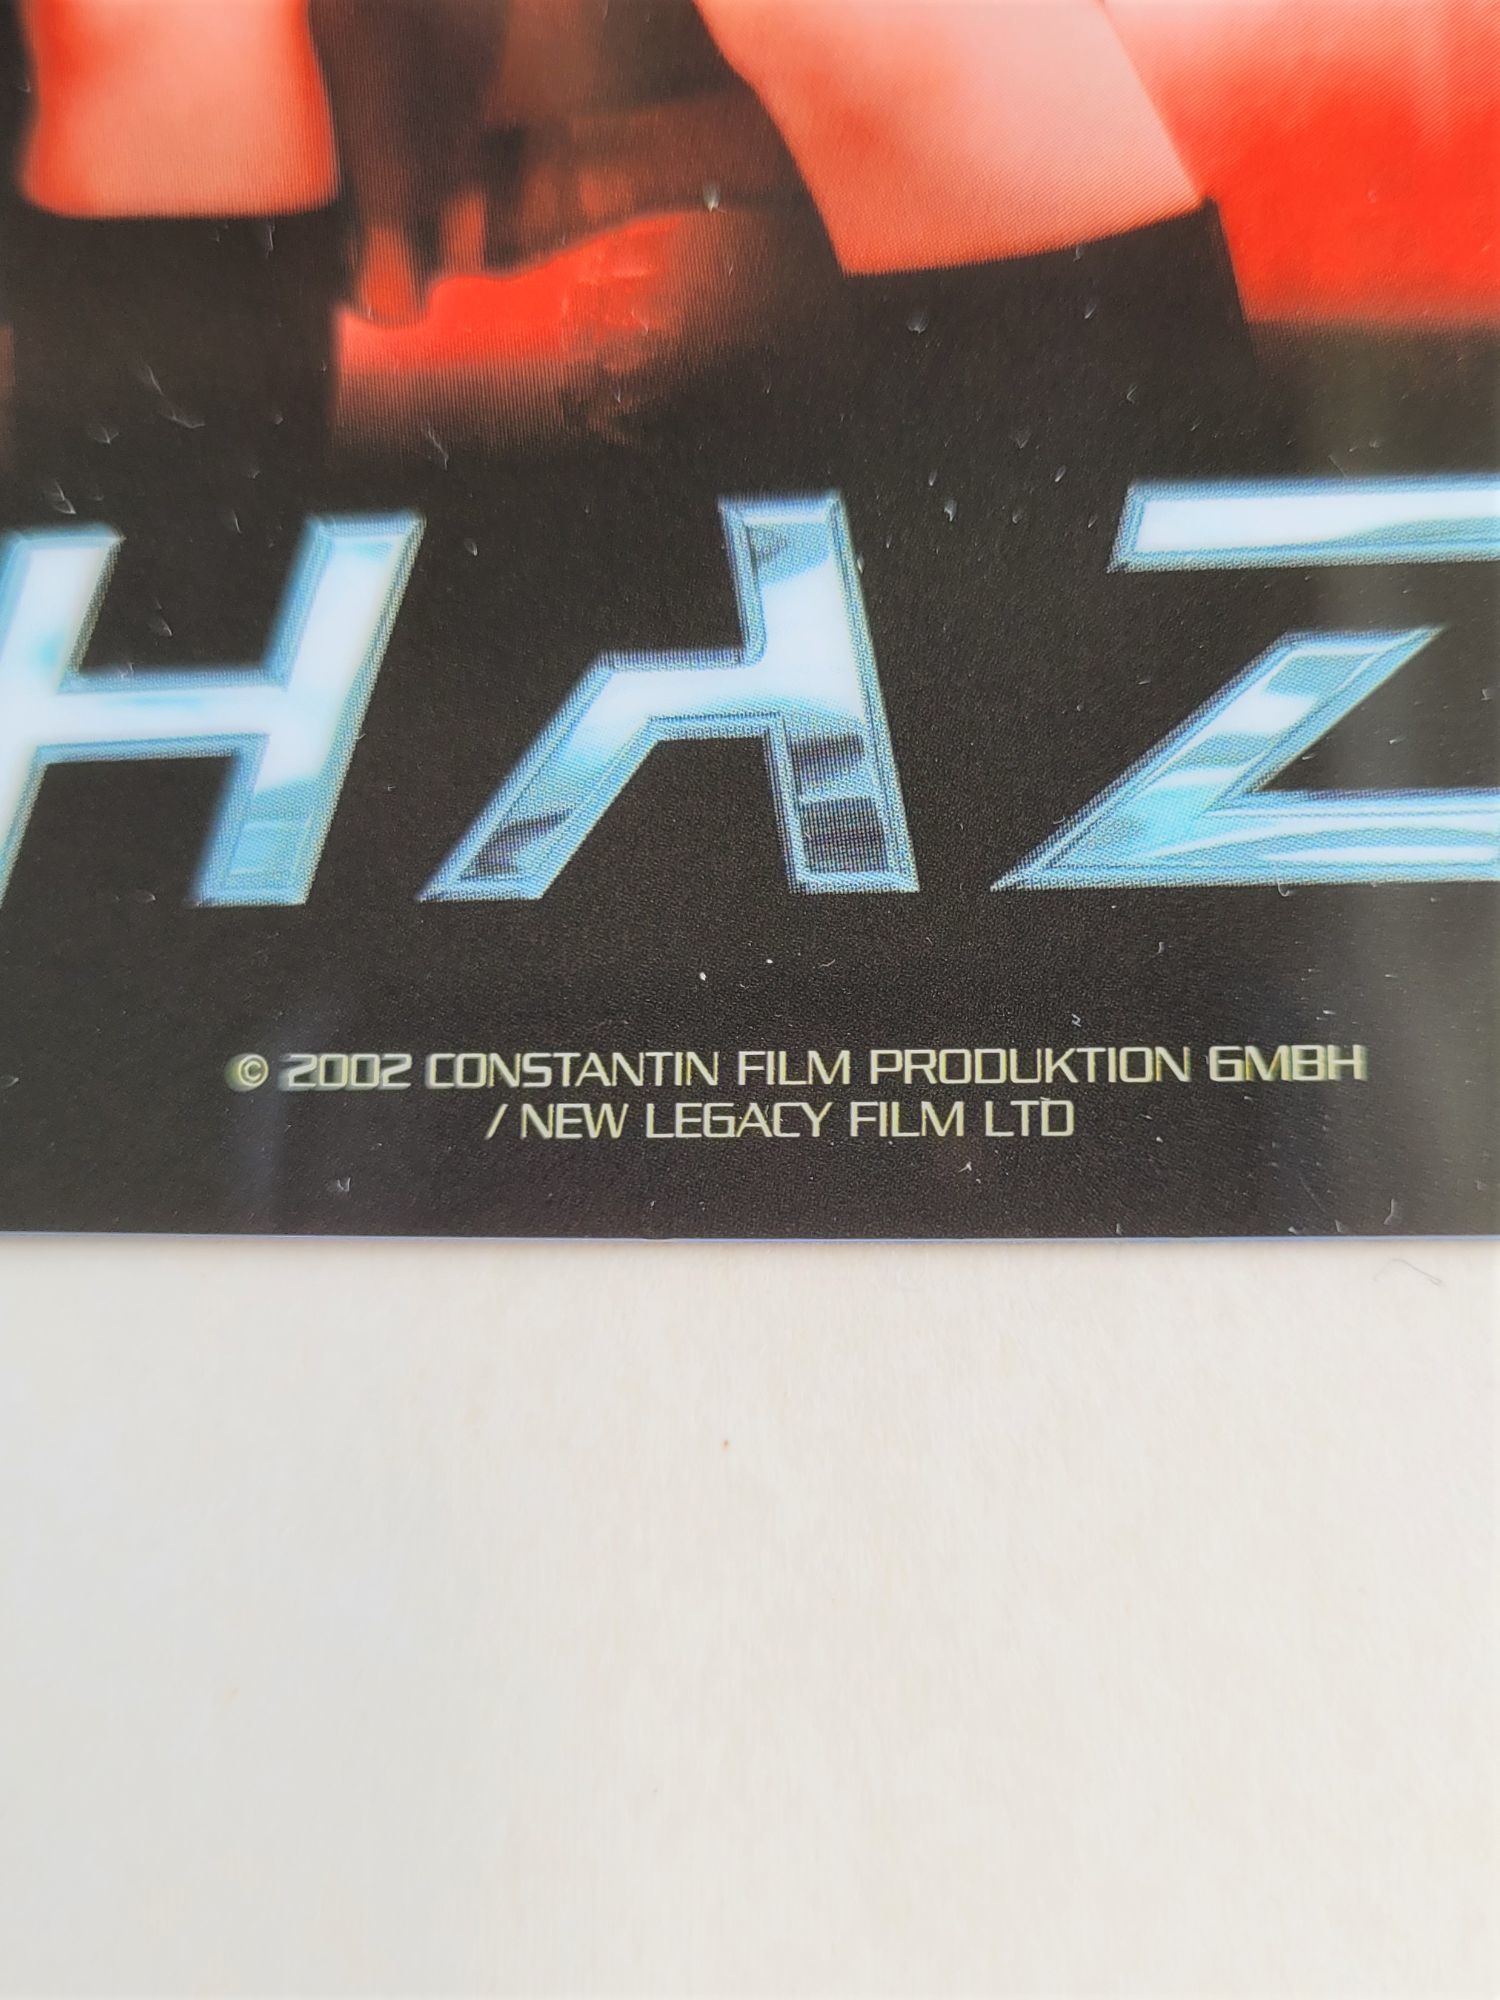 HAZ
© 2002 CONSTANTIN FILM PRODUKTION GMBH
/ NEW LEGACY FILM LTD